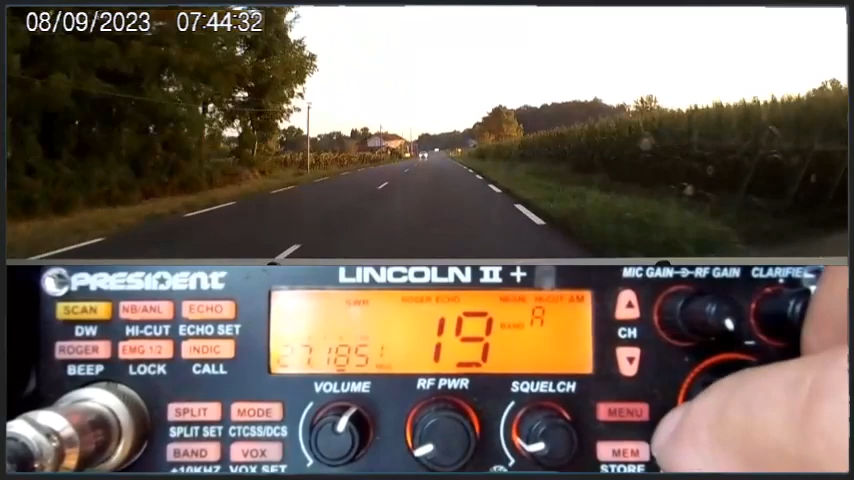 08/09/2023 07:44:32
PRESIDENT
LINCOLN II +
MIC GAIN RF GAIN CLARIFIE
SCAN NB/ANL ECHO
DW HI-CUT ECHO SET
ROGER EMG 1/2 INDIC
BEEP LOCK CALL
SWR ROGER ECHO NB/ANL HI-CUT AM
19 BAND A
27.1851
CH
VOLUME RF PWR SQUELCH
SPLIT MODE
SPLIT SET CTCSS/DCS
BAND VOX
+10KHZ VOX SET
MENU
MEM
STORE